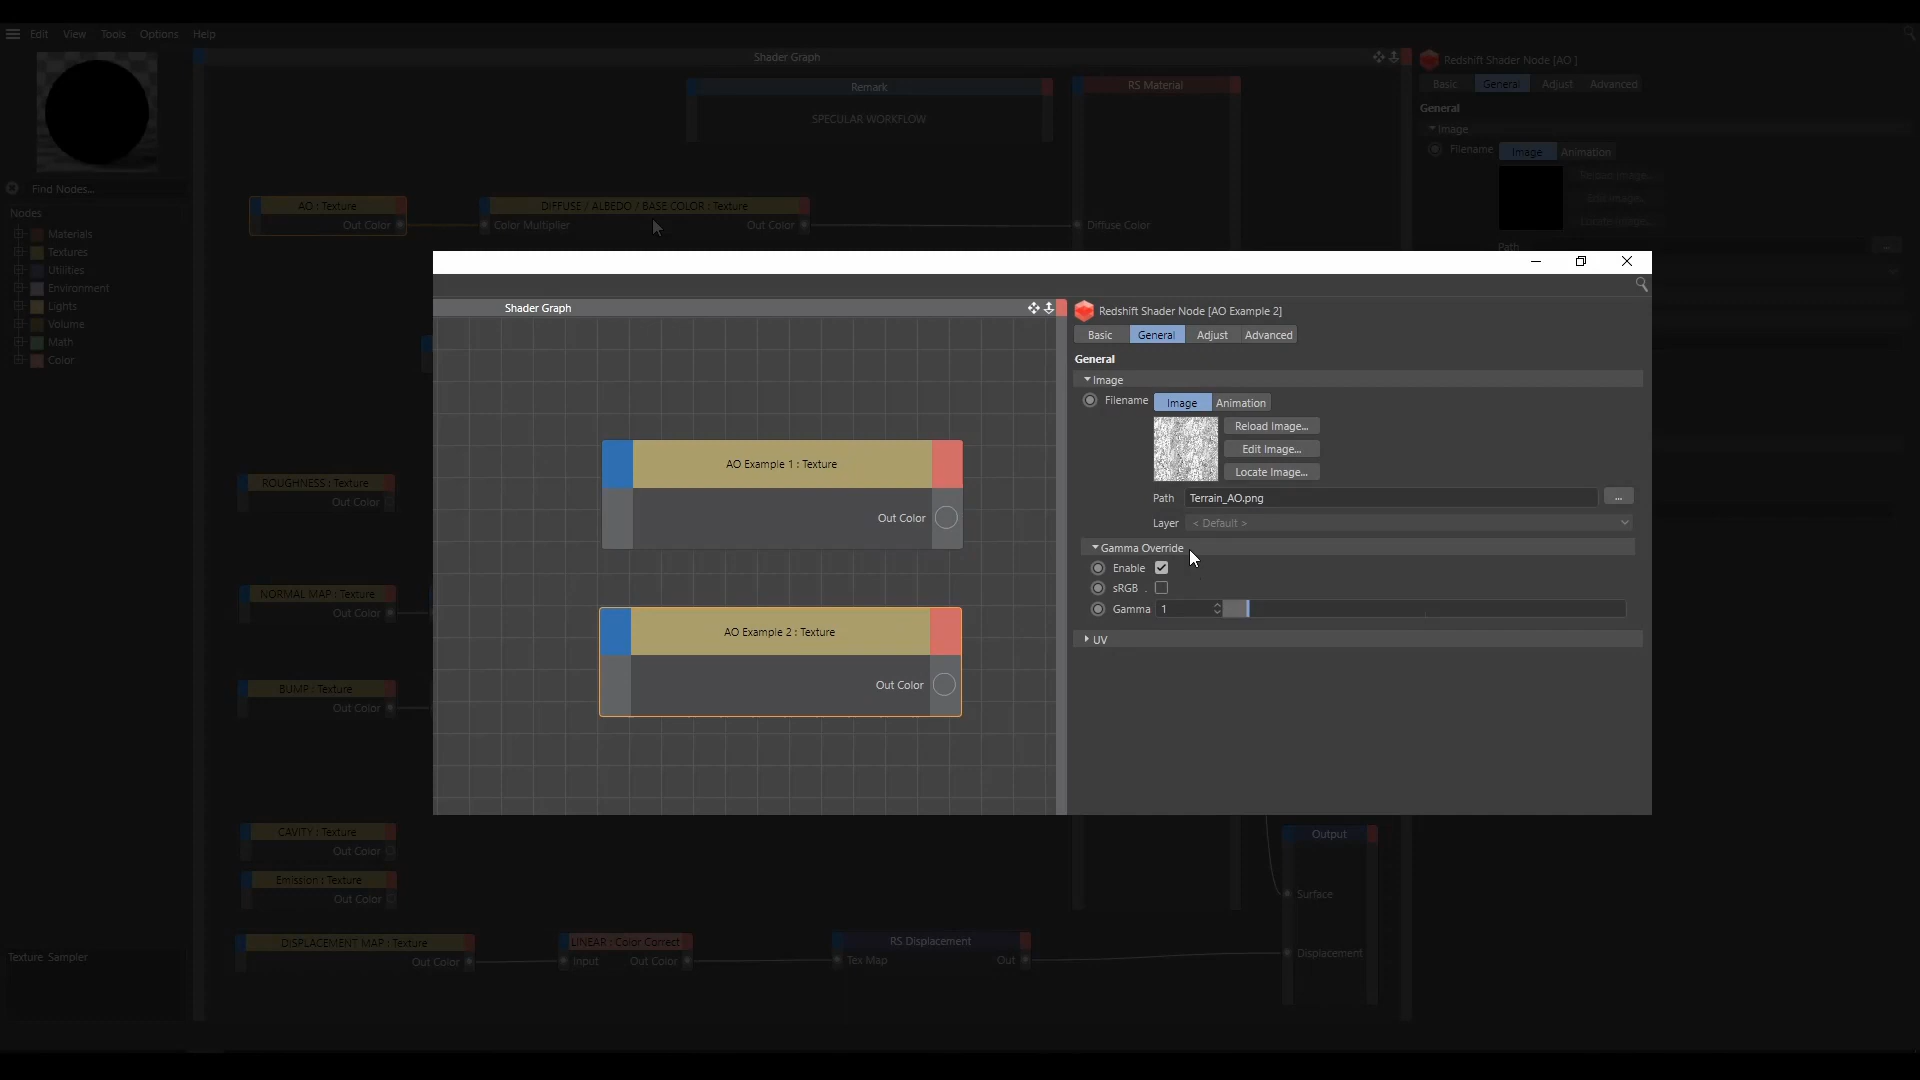 Edit View Tools Options Help
Shader Graph
Redshift Shader Node [AO ]
Basic General Adjust Advanced
General
Image
Filename Image Animation
Reload Image...
Edit Image...
Locate Image...
Path ...
Find Nodes...
Nodes
Materials
Textures
Utilities
Environment
Lights
Volume
Math
Color
Texture Sampler
Remark
SPECULAR WORKFLOW
RS Material
Diffuse Color
AO : Texture
Out Color
DIFFUSE / ALBEDO / BASE COLOR : Texture
Color Multiplier Out Color
ROUGHNESS : Texture
Out Color
NORMAL MAP : Texture
Out Color
BUMP : Texture
Out Color
CAVITY : Texture
Out Color
Emission : Texture
Out Color
DISPLACEMENT MAP : Texture
Out Color
LINEAR : Color Correct
Input Out Color
RS Displacement
Tex Map Out
Output
Surface
Displacement
Shader Graph
AO Example 1 : Texture
Out Color
AO Example 2 : Texture
Out Color
Redshift Shader Node [AO Example 2]
Basic General Adjust Advanced
General
Image
Filename Image Animation
Reload Image...
Edit Image...
Locate Image...
Path Terrain_AO.png ...
Layer < Default >
Gamma Override
Enable
sRGB .
Gamma 1
UV